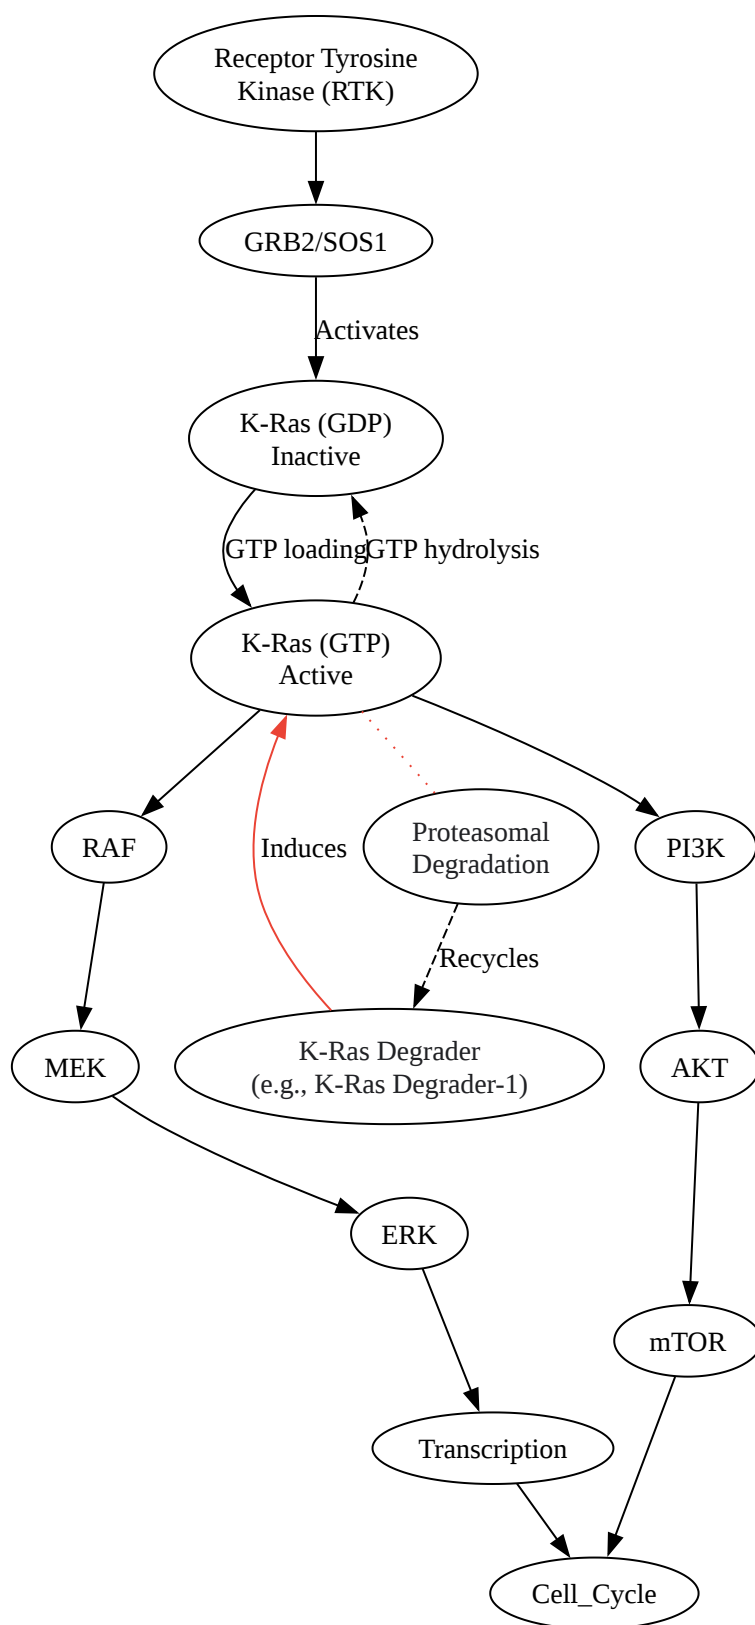 Receptor Tyrosine
Kinase (RTK)
GRB2/SOS1
Activates
K-Ras (GDP)
Inactive
GTP loading
GTP hydrolysis
K-Ras (GTP)
Active
RAF
Induces
Proteasomal
Degradation
PI3K
Recycles
MEK
K-Ras Degrader
(e.g., K-Ras Degrader-1)
AKT
ERK
mTOR
Transcription
Cell_Cycle